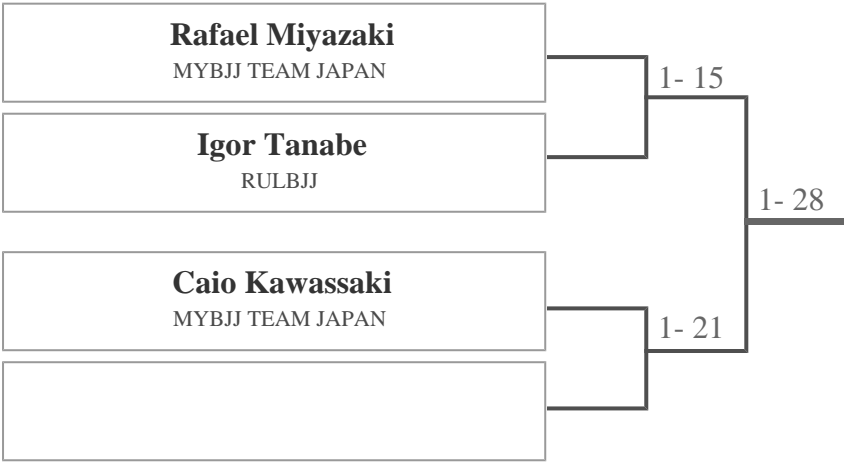 Rafael Miyazaki
MYBJJ TEAM JAPAN
1- 15
Igor Tanabe
RULBJJ
1- 28
Caio Kawassaki
MYBJJ TEAM JAPAN
1- 21